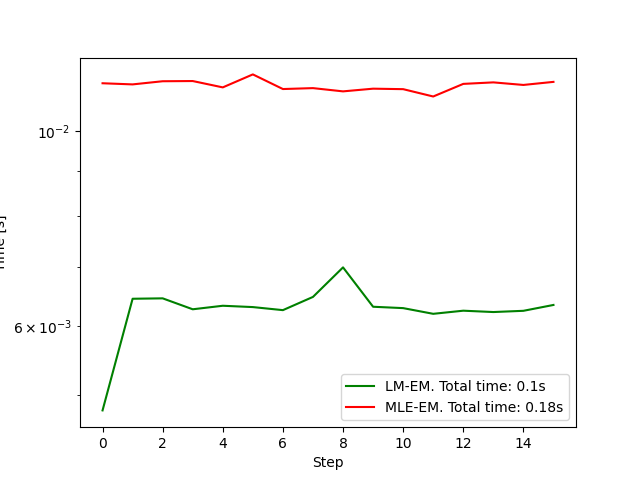 Time [s]
10⁻²
6 × 10⁻³
0 2 4 6 8 10 12 14
Step
LM-EM. Total time: 0.1s
MLE-EM. Total time: 0.18s